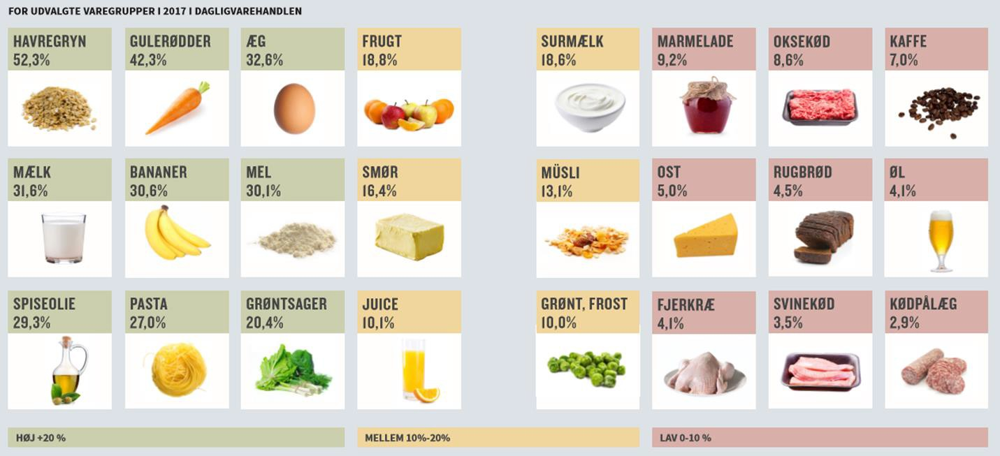 FOR UDVALGTE VAREGRUPPER I 2017 I DAGLIGVAREHANDLEN
HAVREGRYN
52,3%
GULERØDDER
42,3%
ÆG
32,6%
FRUGT
18,8%
SURMÆLK
18,6%
MARMELADE
9,2%
OKSEKØD
8,6%
KAFFE
7,0%
MÆLK
31,6%
BANANER
30,6%
MEL
30,1%
SMØR
16,4%
MÜSLI
13,1%
OST
5,0%
RUGBRØD
4,5%
ØL
4,1%
SPISEOLIE
29,3%
PASTA
27,0%
GRØNTSAGER
20,4%
JUICE
10,1%
GRØNT, FROST
10,0%
FJERKRÆ
4,1%
SVINEKØD
3,5%
KØDPÅLÆG
2,9%
HØJ +20 %
MELLEM 10%-20%
LAV 0-10 %